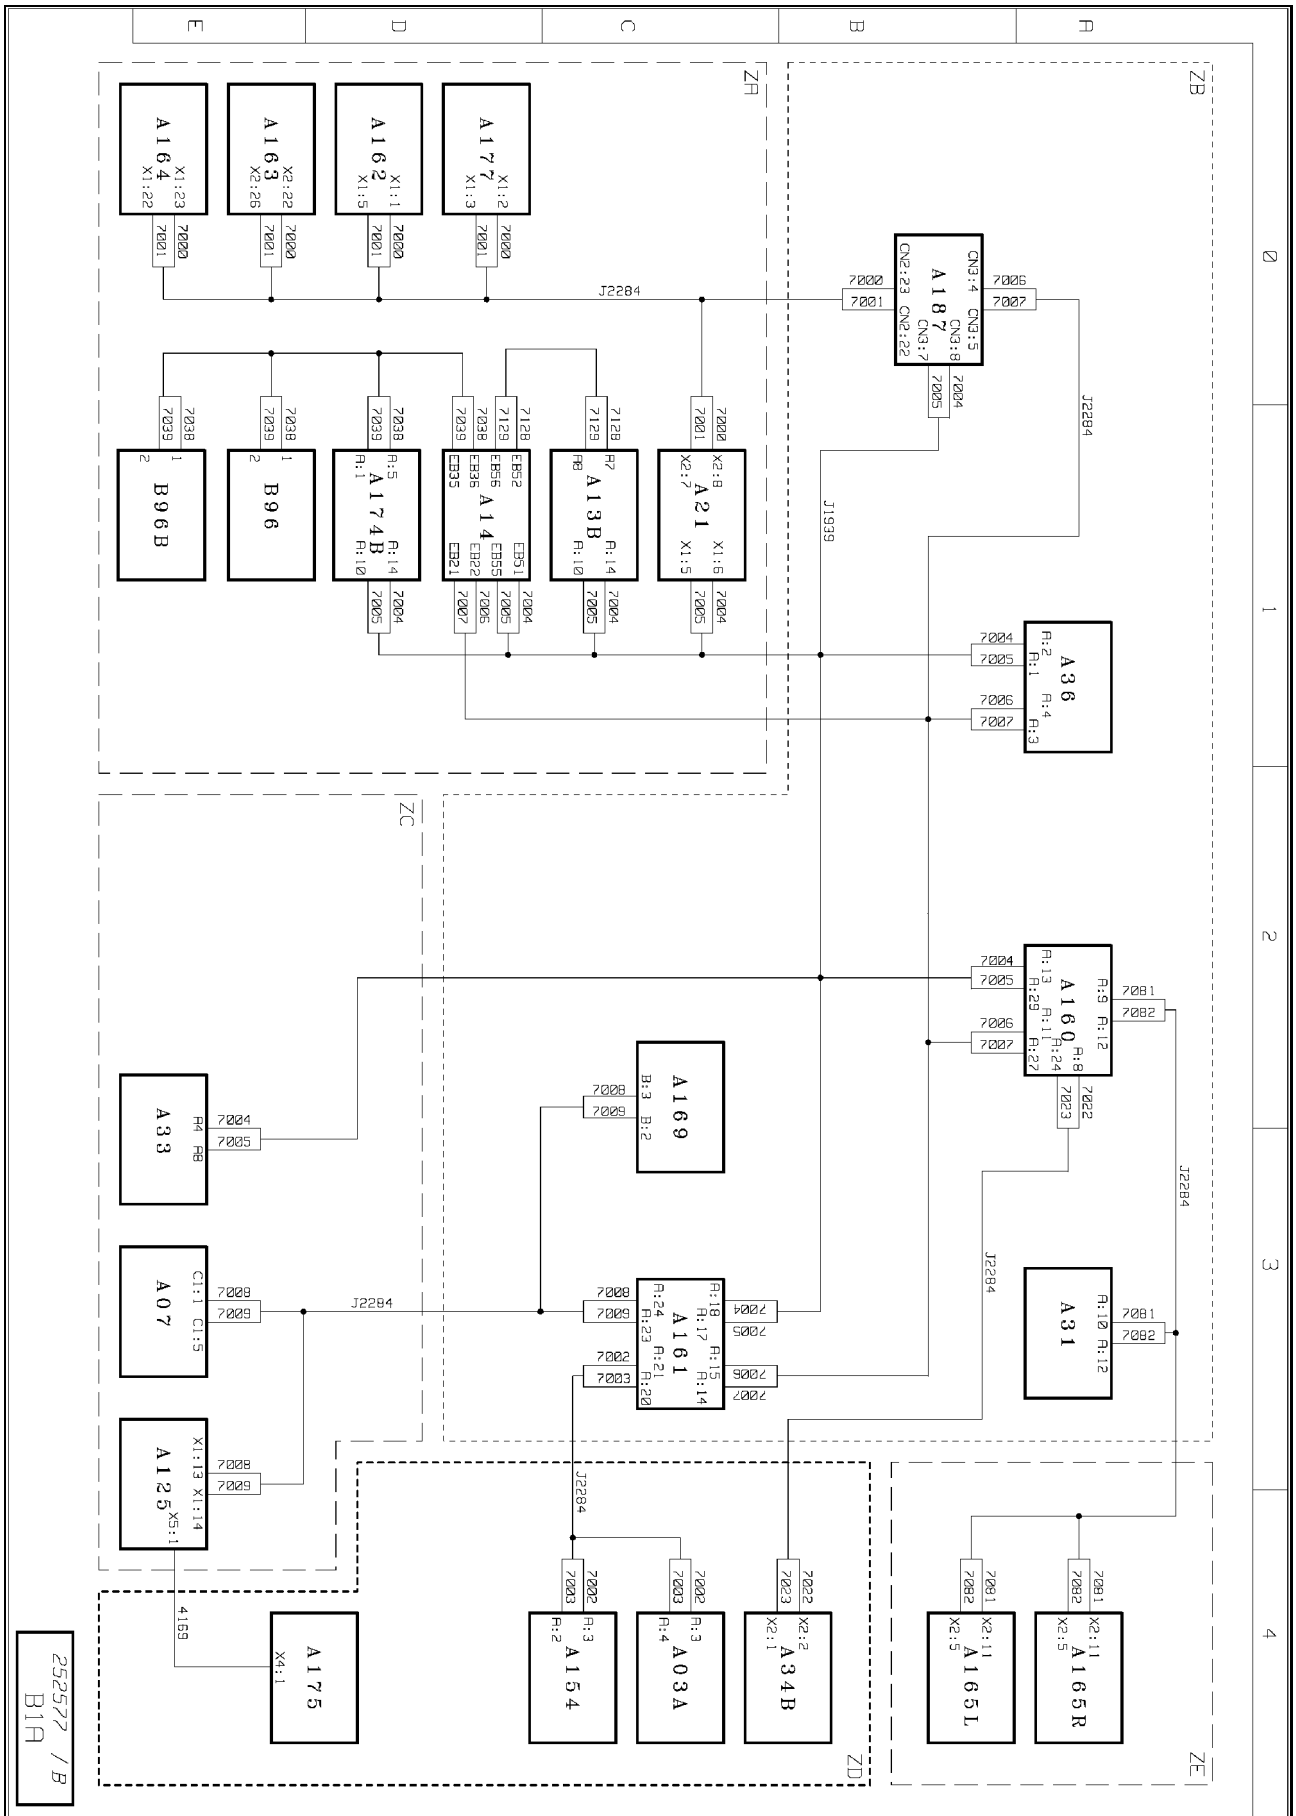 0
1
2
3
4
A
B
C
D
E
ZB
ZE
J2284
7081
7082
A:9
A:12
A160
A:8
A:24
A:13
A:29
A:11
A:27
7022
7023
7004
7005
7006
7007
7081
7082
A:10
A:12
A31
7081
7082
X2:11
X2:5
A165R
7081
7082
X2:11
X2:5
A165L
J2284
J2284
A36
A:2
A:1
A:4
A:3
7004
7005
7006
7007
7006
7007
CN3:4
CN3:5
A187
CN3:8
CN3:7
CN2:23
CN2:22
7004
7005
7000
7001
J1939
ZA
ZD
J2284
7000
7001
X2:8
X2:7
A21
X1:6
X1:5
7004
7005
7128
7129
A7
A8
A13B
A:14
A:10
7004
7005
7128
7129
7038
7039
EB52
EB56
EB36
EB35
A14
EB51
EB55
EB22
EB21
7004
7005
7006
7007
7038
7039
A:5
A:1
A174B
A:14
A:10
7004
7005
7038
7039
1
2
B96
7038
7039
1
2
B96B
A177
X1:2
X1:3
7000
7001
A162
X1:1
X1:5
7000
7001
A163
X2:22
X2:26
7000
7001
A164
X1:23
X1:22
7000
7001
A169
B:3
B:2
7008
7009
7004
7005
7006
7007
A:18
A:17
A:15
A:14
A161
A:24
A:23
A:21
A:20
7008
7009
7002
7003
J2284
7022
7023
X2:2
X2:1
A34B
7002
7003
A:3
A:4
A03A
7002
7003
A:3
A:2
A154
ZC
J2284
7004
7005
A4
A8
A33
7008
7009
C1:1
C1:5
A07
7008
7009
X1:13
X1:14
A125
X5:1
4169
A175
X4:1
252577 /B
B1A